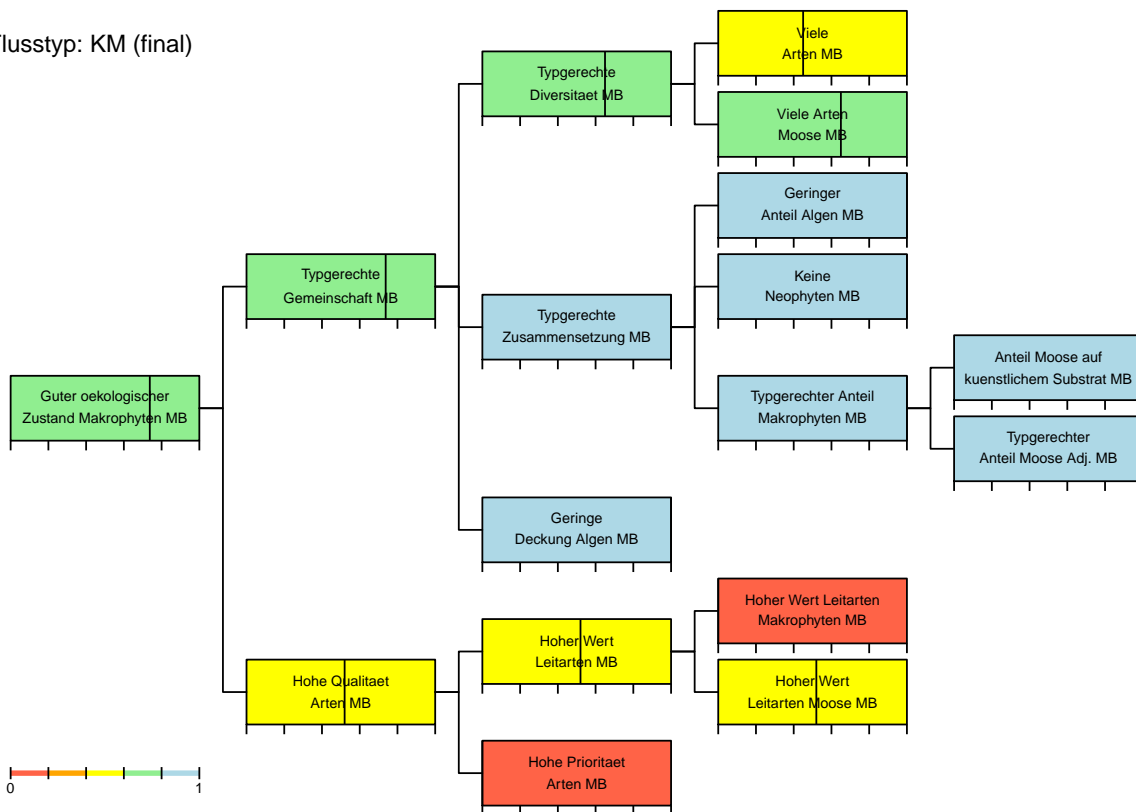 lusstyp: KM (final)
Viele
Arten MB
Typgerechte
Diversitaet MB
Viele Arten
Moose MB
Geringer
Anteil Algen MB
Typgerechte
Gemeinschaft MB
Keine
Neophyten MB
Typgerechte
Zusammensetzung MB
Anteil Moose auf
kuenstlichem Substrat MB
Guter oekologischer
Zustand Makrophyten MB
Typgerechter Anteil
Makrophyten MB
Typgerechter
Anteil Moose Adj. MB
Geringe
Deckung Algen MB
Hoher Wert Leitarten
Makrophyten MB
Hoher Wert
Leitarten MB
Hohe Qualitaet
Arten MB
Hoher Wert
Leitarten Moose MB
Hohe Prioritaet
Arten MB
0 1